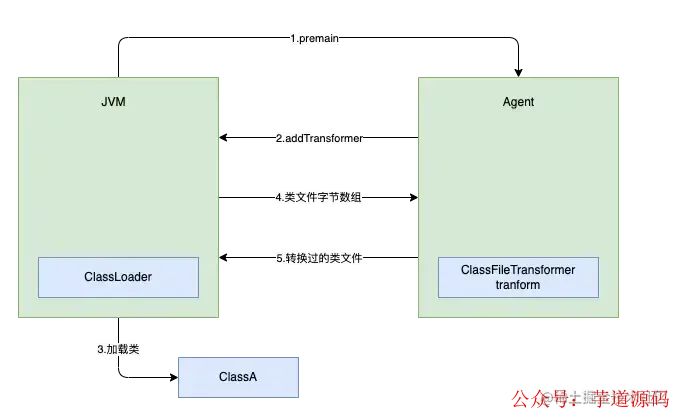 1.premain
JVM
Agent
2.addTransformer
4.类文件字节数组
5.转换过的类文件
ClassLoader
ClassFileTransformer
tranform
3.加载类
ClassA
公众号：芋道源码